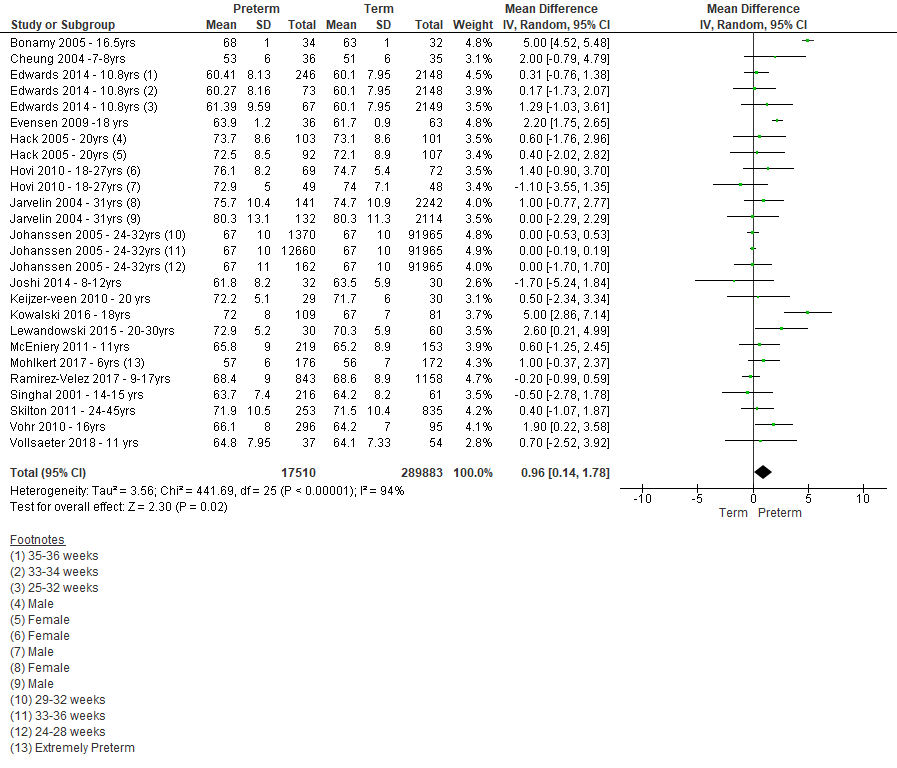 Preterm Term Mean Difference Mean Difference
Study or Subgroup Mean SD Total Mean SD Total Weight IV, Random, 95% CI IV, Random, 95% CI
Bonamy 2005 - 16.5yrs 68 1 34 63 1 32 4.8% 5.00 [4.52, 5.48]
Cheung 2004 -7-8yrs 53 6 36 51 6 35 3.1% 2.00 [-0.79, 4.79]
Edwards 2014 - 10.8yrs (1) 60.41 8.13 246 60.1 7.95 2148 4.6% 0.31 [-0.76, 1.38]
Edwards 2014 - 10.8yrs (2) 60.27 8.16 73 60.1 7.95 2148 4.0% 0.17 [-1.73, 2.07]
Edwards 2014 - 10.8yrs (3) 61.39 9.59 67 60.1 7.95 2149 3.5% 1.29 [-1.03, 3.61]
Evensen 2009 -18 yrs 63.9 1.2 36 61.7 0.9 63 4.8% 2.20 [1.75, 2.65]
Hack 2005 - 20yrs (4) 73.7 8.6 103 73.1 8.6 101 3.5% 0.60 [-1.76, 2.96]
Hack 2005 - 20yrs (5) 72.5 8.5 92 72.1 8.9 107 3.4% 0.40 [-2.02, 2.82]
Hovi 2010 - 18-27yrs (6) 76.1 8.2 69 74.7 5.4 72 3.5% 1.40 [-0.90, 3.70]
Hovi 2010 - 18-27yrs (7) 72.9 5 49 74 7.1 48 3.4% -1.10 [-3.55, 1.35]
Jarvelin 2004 - 31yrs (8) 75.7 10.4 141 74.7 10.9 2242 4.0% 1.00 [-0.77, 2.77]
Jarvelin 2004 - 31yrs (9) 80.3 13.1 132 80.3 11.3 2114 3.6% 0.00 [-2.29, 2.29]
Johanssen 2005 - 24-32yrs (10) 67 10 1370 67 10 91965 4.8% 0.00 [-0.53, 0.53]
Johanssen 2005 - 24-32yrs (11) 67 10 12660 67 10 91965 4.9% 0.00 [-0.19, 0.19]
Johanssen 2005 - 24-32yrs (12) 67 11 162 67 10 91965 4.1% 0.00 [-1.70, 1.70]
Joshi 2014 - 8-12yrs 61.8 8.2 32 63.5 5.9 30 2.6% -1.70 [-5.24, 1.84]
Keijzer-veen 2010 - 20 yrs 72.2 5.1 29 71.7 6 30 3.0% 0.50 [-2.34, 3.34]
Kowalski 2016 - 18yrs 72 8 109 67 7 81 3.7% 5.00 [2.86, 7.14]
Lewandowski 2015 - 20-30yrs 72.9 5.2 30 70.3 5.6 60 3.5% 2.60 [0.21, 4.99]
McEniery 2011 - 11yrs 65.8 9 219 65.2 8.9 153 3.9% 0.60 [-1.25, 2.45]
Mohlkert 2017 - 6yrs (13) 57 6 176 56 7 172 4.3% 1.00 [-0.37, 2.37]
Ramirez-Velez 2017 - 9-17yrs 68.4 9 843 68.6 8.9 1158 4.7% -0.20 [-0.99, 0.59]
Singhal 2001 - 14-15 yrs 63.7 7.4 216 64.2 8.2 61 3.6% -0.50 [-2.78, 1.78]
Skilton 2011 - 24-45yrs 71.9 10.5 253 71.5 10.4 835 4.3% 0.40 [-1.07, 1.87]
Vohr 2010 - 16yrs 66.1 8 296 64.2 7 95 4.1% 1.90 [0.22, 3.58]
Vollsaeter 2018 - 11 yrs 64.8 7.95 37 64.1 7.33 54 2.8% 0.70 [-2.52, 3.92]
Total (95% CI) 17510 289883 100.0% 0.96 [0.14, 1.78]
Heterogeneity: Tau² = 3.56; Chi² = 441.69, df = 25 (P < 0.00001); I² = 94%
Test for overall effect: Z = 2.30 (P = 0.02)
-10 -5 0 5 10
Term Preterm
Footnotes
(1) 35-36 weeks
(2) 33-34 weeks
(3) 25-32 weeks
(4) Male
(5) Female
(6) Female
(7) Male
(8) Female
(9) Male
(10) 29-32 weeks
(11) 33-36 weeks
(12) 24-28 weeks
(13) Extremely Preterm